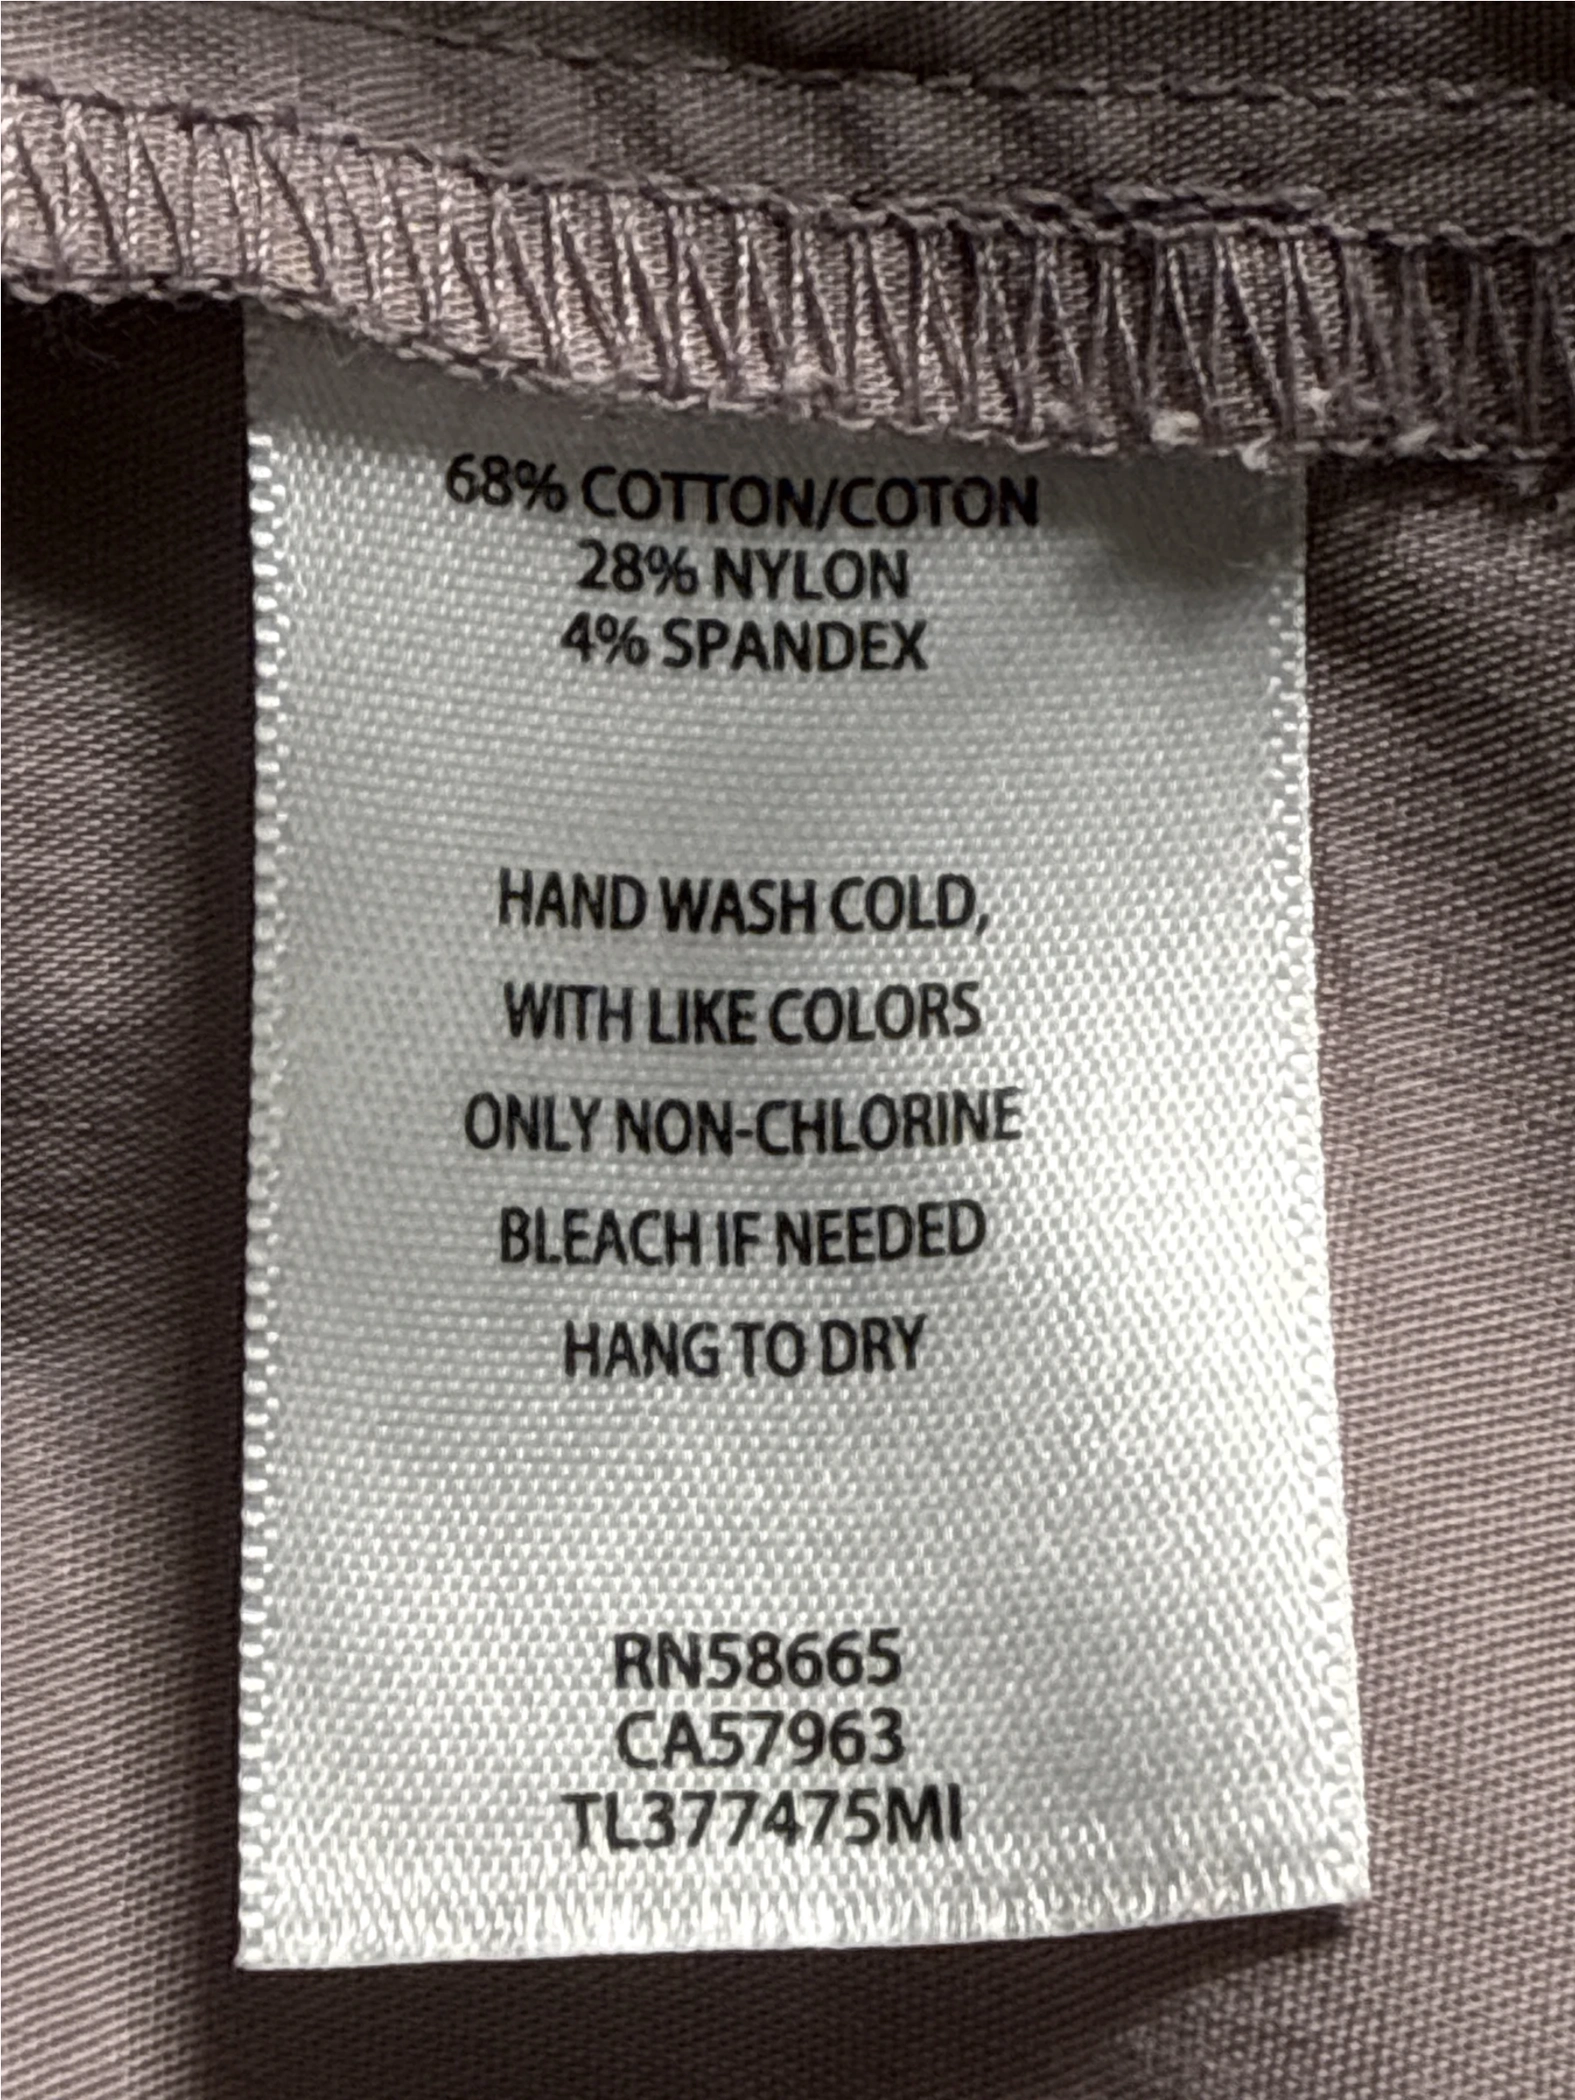 68% COTTON/COTON
28% NYLON
4% SPANDEX
HAND WASH COLD,
WITH LIKE COLORS
ONLY NON-CHLORINE
BLEACH IF NEEDED
HANG TO DRY
RN58665
CA57963
TL377475MI